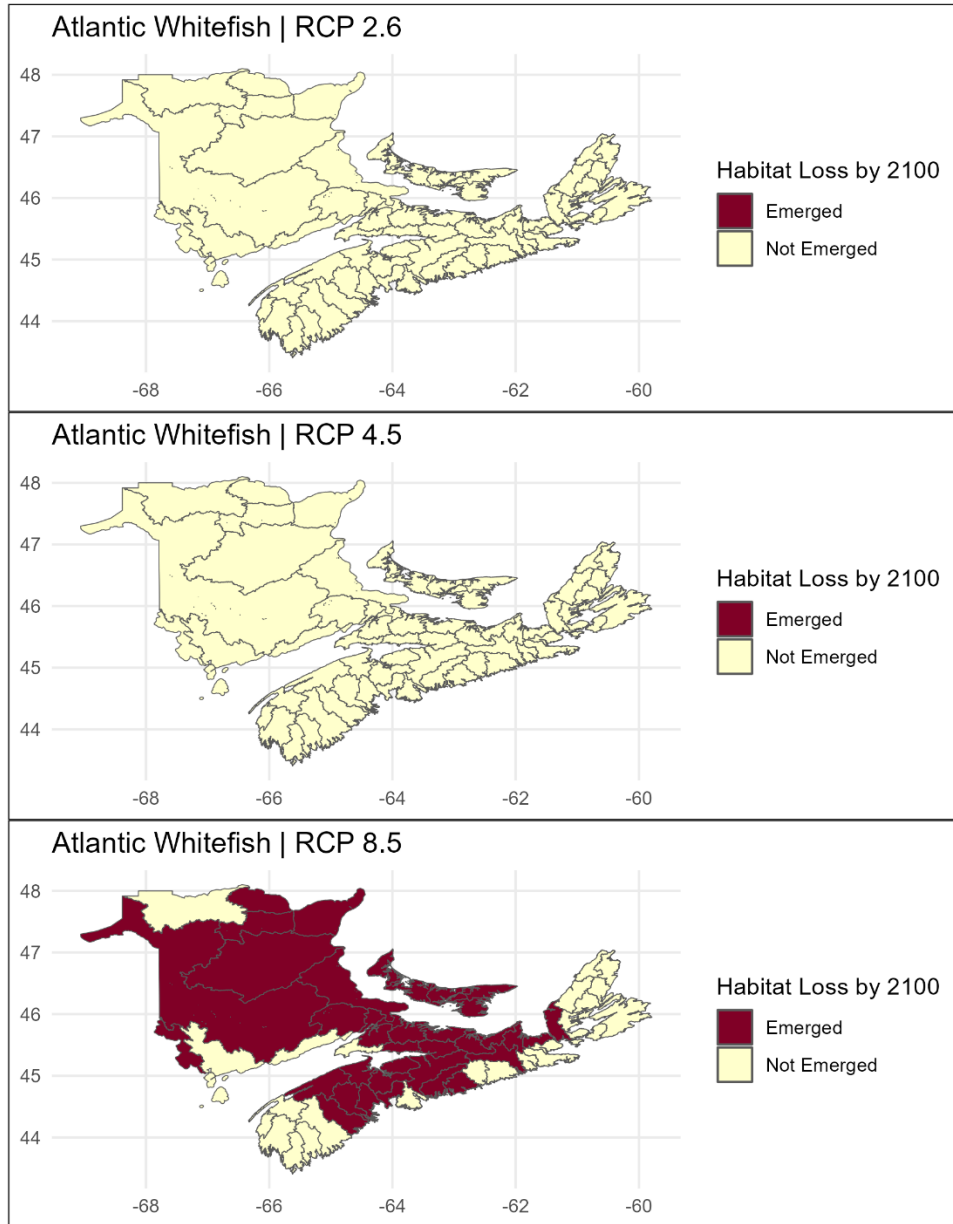 Atlantic Whitefish | RCP 2.6
48
47
46
45
44
-68
-66
-64
-62
-60
Habitat Loss by 2100
Emerged
Not Emerged
Atlantic Whitefish | RCP 4.5
48
47
46
45
44
-68
-66
-64
-62
-60
Habitat Loss by 2100
Emerged
Not Emerged
Atlantic Whitefish | RCP 8.5
48
47
46
45
44
-68
-66
-64
-62
-60
Habitat Loss by 2100
Emerged
Not Emerged